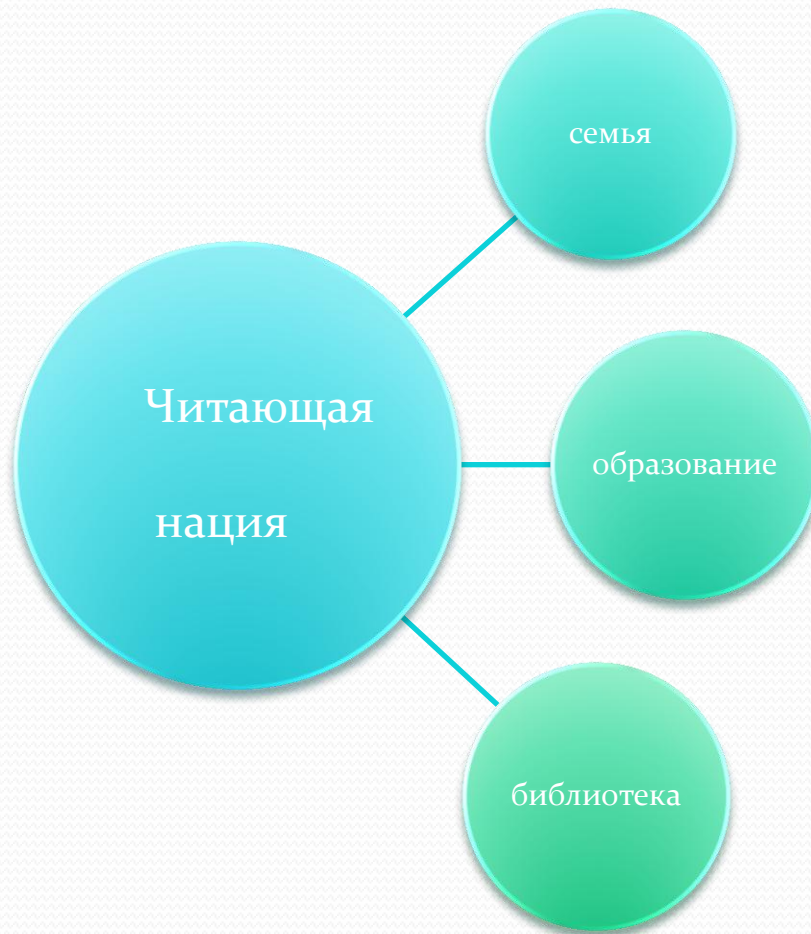 семья
Читающая
нация
образование
библиотека